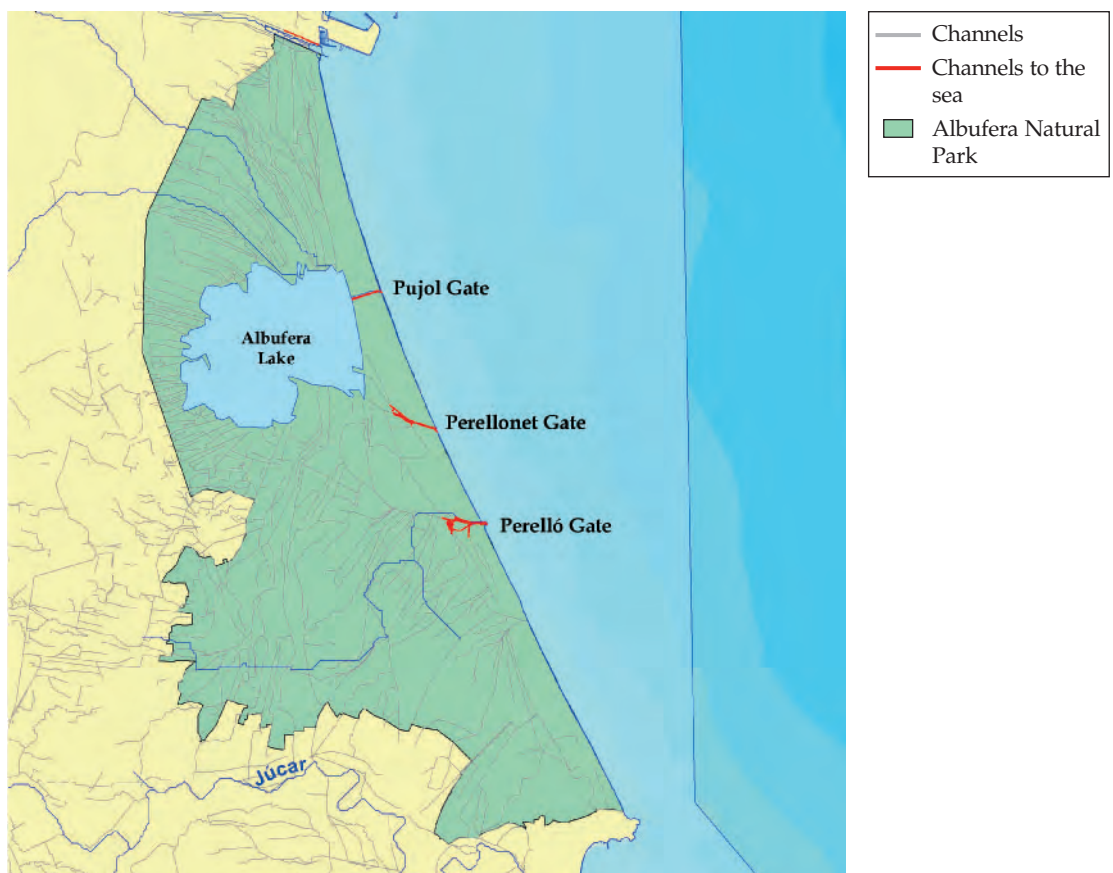 Channels
Channels to the
sea
Albufera Natural
Park
Pujol Gate
Albufera
Lake
Perellonet Gate
Perelló Gate
Júcar